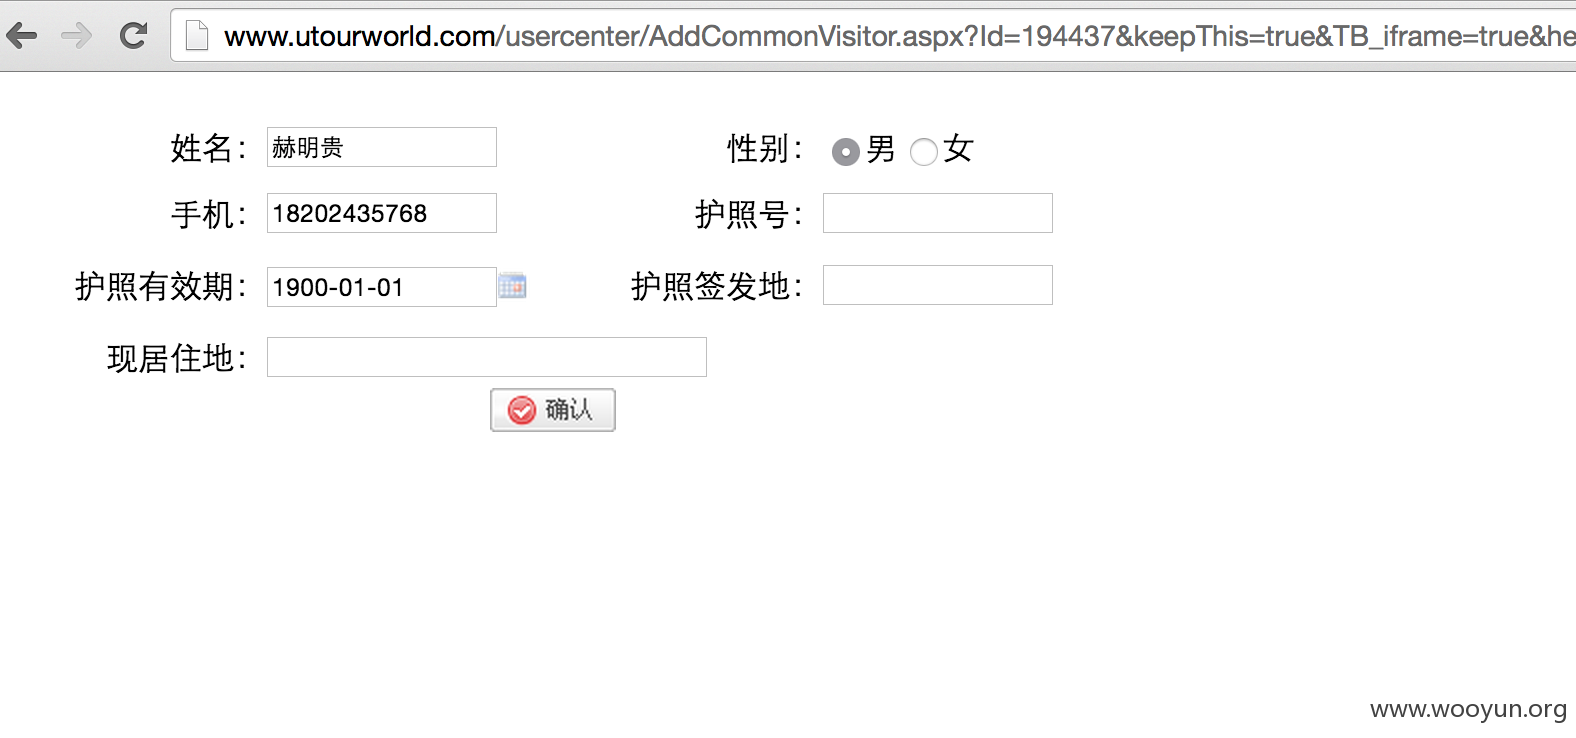 www.utourworld.com/usercenter/AddCommonVisitor.aspx?Id=194437&keepThis=true&TB_iframe=true&he
姓名： 赫明贵 性别： 男 女
手机： 18202435768 护照号：
护照有效期： 1900-01-01 护照签发地：
现居住地：
确认
www.wooyun.org